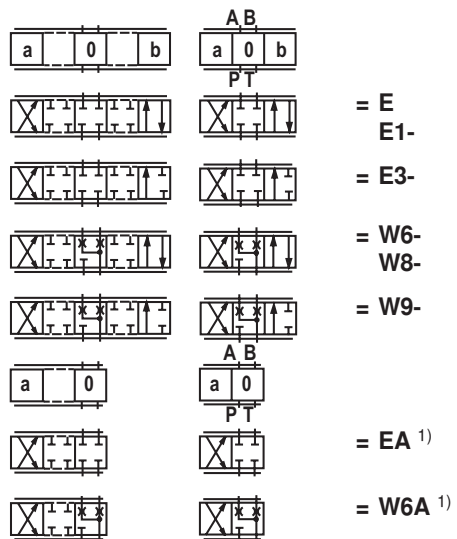 A B
a 0 b a 0 b
P T
= E
E1-
= E3-
= W6-
W8-
= W9-
A B
a 0 a 0
P T
= EA 1)
= W6A 1)